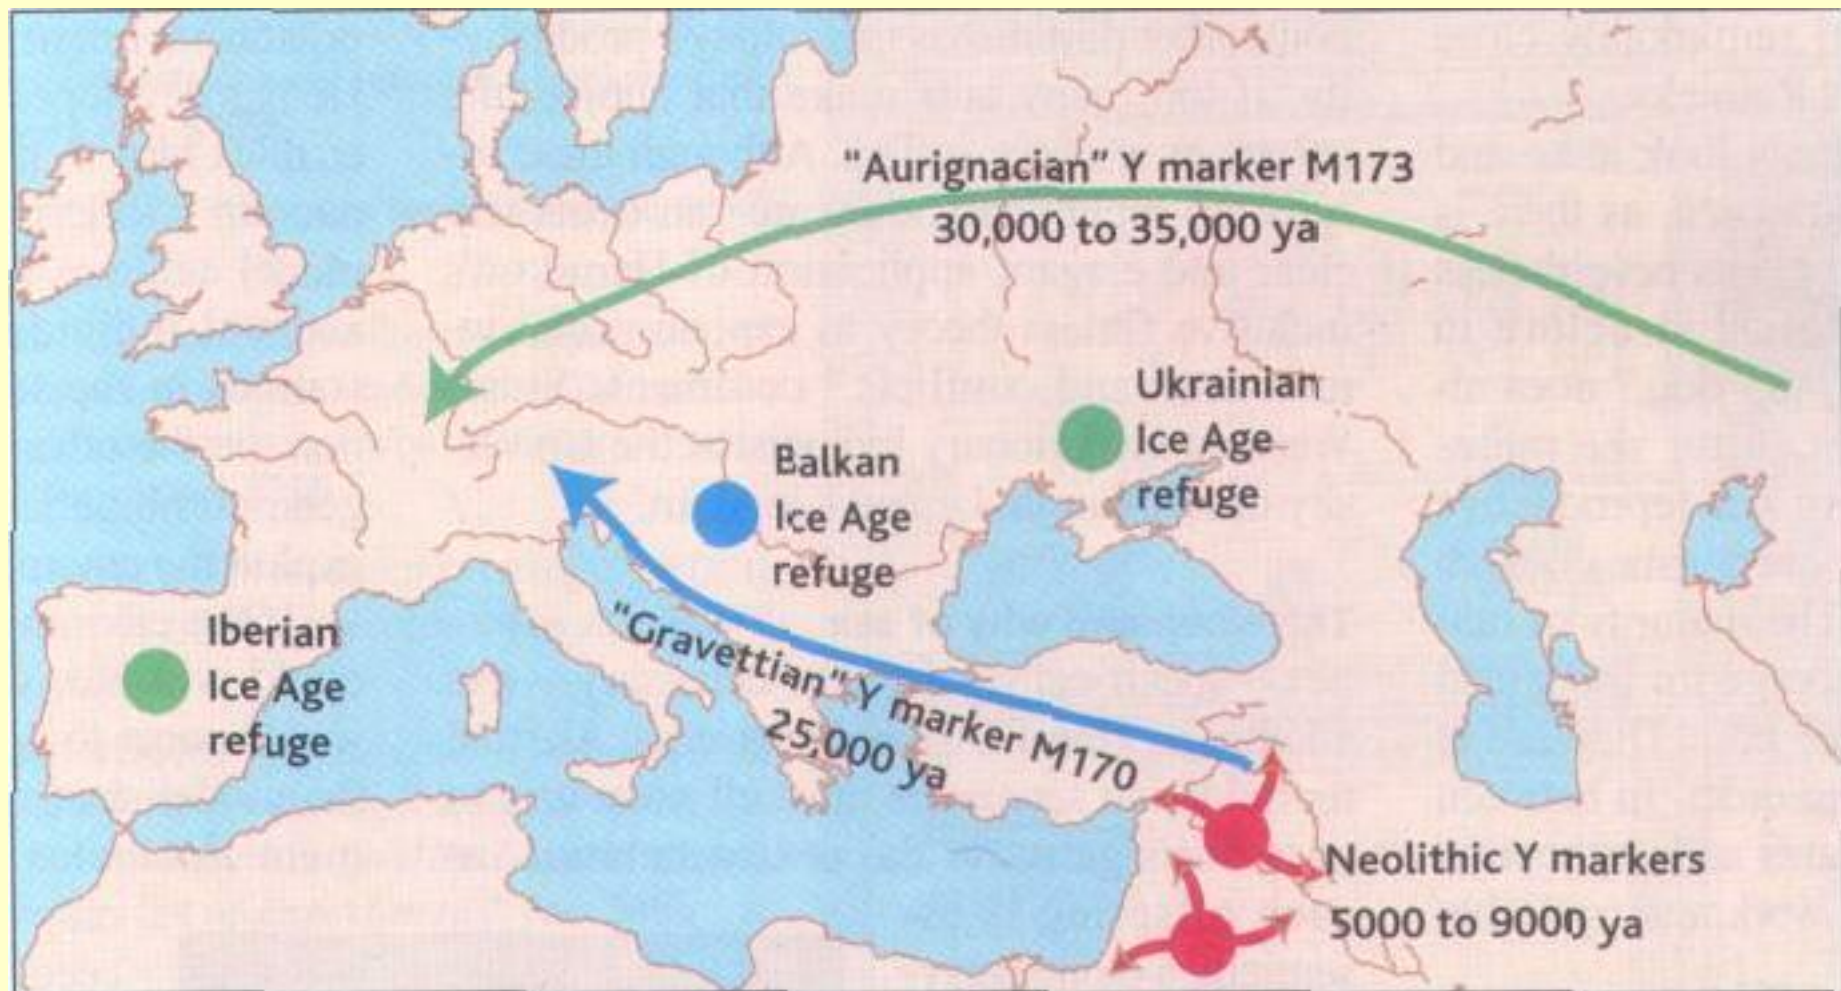 "Aurignacian" Y marker M173
30,000 to 35,000 ya
Ukrainian
Ice Age
refuge
Balkan
Ice Age
refuge
Iberian
Ice Age
refuge
"Gravettian" Y marker M170
25,000 ya
Neolithic Y markers
5000 to 9000 ya